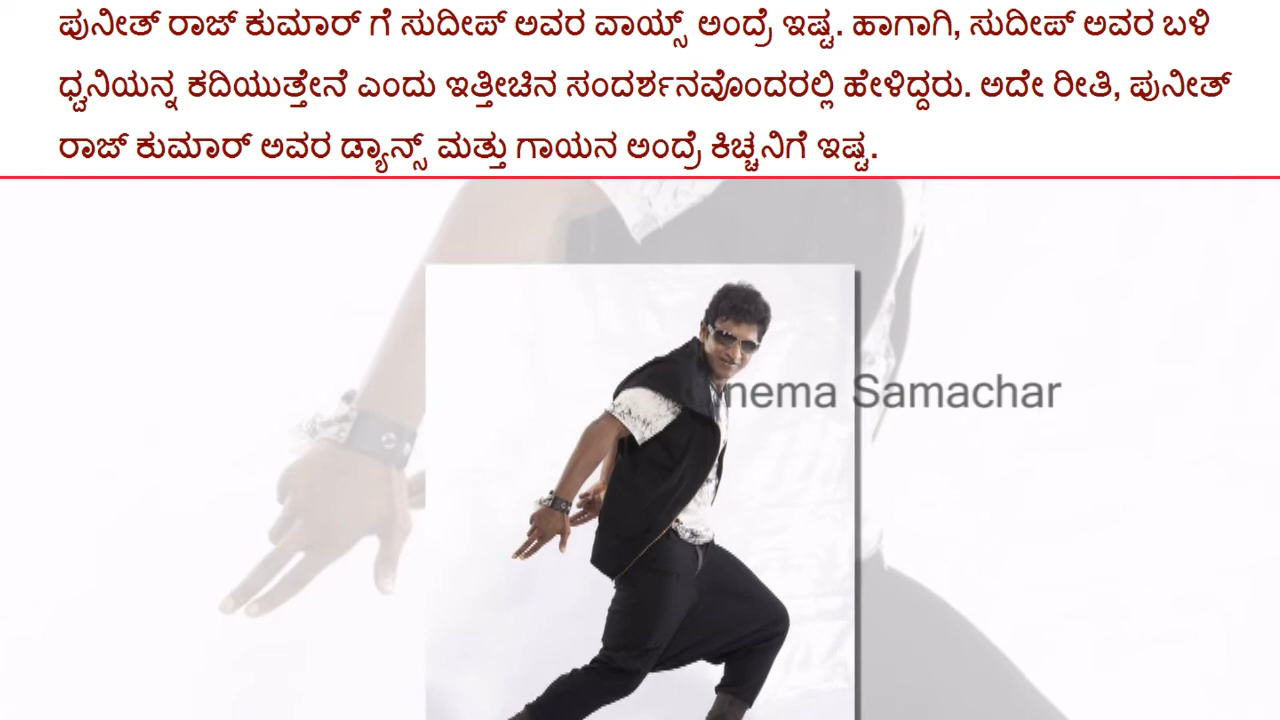 ಪುನೀತ್ ರಾಜ್ ಕುಮಾರ್ ಗೆ ಸುದೀಪ್ ಅವರ ವಾಯ್ಸ್ ಅಂದ್ರೆ ಇಷ್ಟ. ಹಾಗಾಗಿ, ಸುದೀಪ್ ಅವರ ಬಳಿ
ಧ್ವನಿಯನ್ನ ಕದಿಯುತ್ತೇನೆ ಎಂದು ಇತ್ತೀಚಿನ ಸಂದರ್ಶನವೊಂದರಲ್ಲಿ ಹೇಳಿದ್ದರು. ಅದೇ ರೀತಿ, ಪುನೀತ್
ರಾಜ್ ಕುಮಾರ್ ಅವರ ಡ್ಯಾನ್ಸ್ ಮತ್ತು ಗಾಯನ ಅಂದ್ರೆ ಕಿಚ್ಚನಿಗೆ ಇಷ್ಟ.
nema Samachar